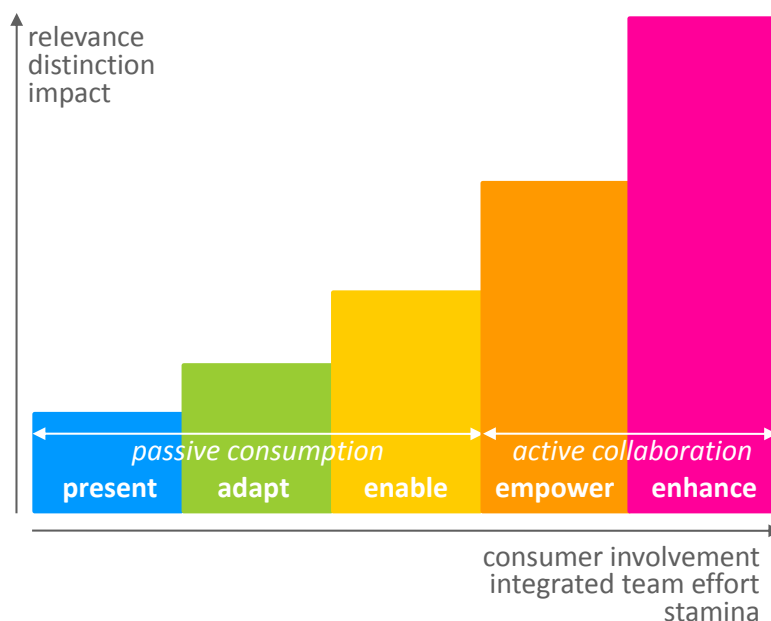 relevance
distinction
impact
passive consumption
active collaboration
present
adapt
enable
empower
enhance
consumer involvement
integrated team effort
stamina